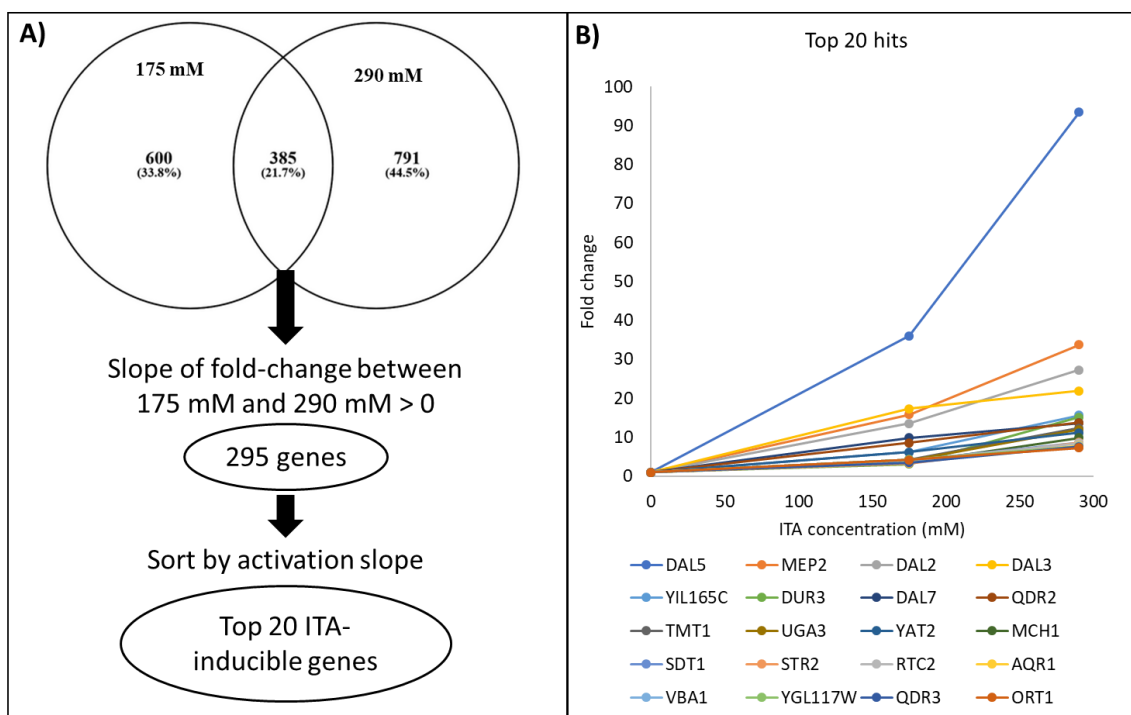 A)
175 mM
290 mM
600
(33.8%)
385
(21.7%)
791
(44.5%)
Slope of fold-change between
175 mM and 290 mM > 0
295 genes
Sort by activation slope
Top 20 ITA-
inducible genes
B)
Top 20 hits
Fold change
100
90
80
70
60
50
40
30
20
10
0
0 50 100 150 200 250 300
ITA concentration (mM)
DAL5 MEP2 DAL2 DAL3
YIL165C DUR3 DAL7 QDR2
TMT1 UGA3 YAT2 MCH1
SDT1 STR2 RTC2 AQR1
VBA1 YGL117W QDR3 ORT1